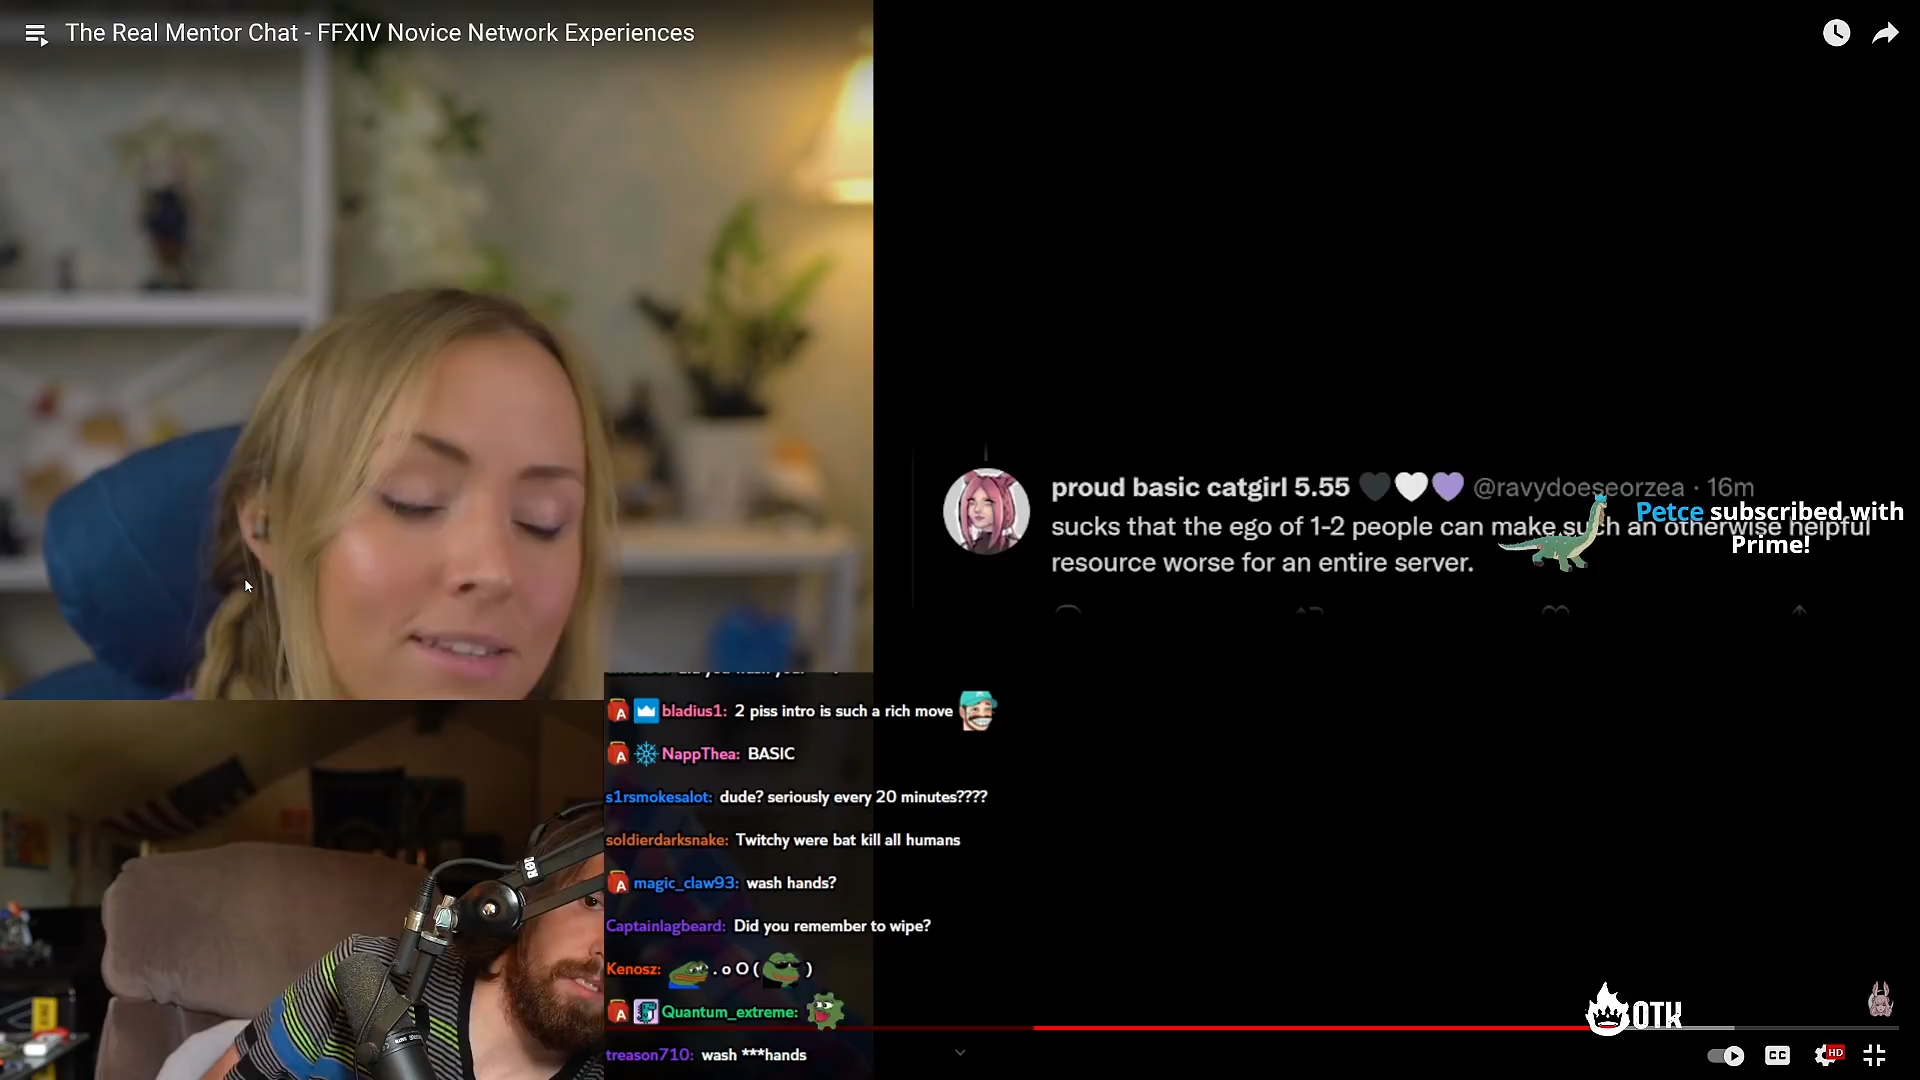 The Real Mentor Chat - FFXIV Novice Network Experiences
proud basic catgirl 5.55 🖤🤍💜 @ravydoeseorzea · 16m
sucks that the ego of 1-2 people can make such an otherwise helpful
resource worse for an entire server.
Petce subscribed with
Prime!
bladius1: 2 piss intro is such a rich move
NappThea: BASIC
s1rsmokesalot: dude? seriously every 20 minutes????
soldierdarksnake: Twitchy were bat kill all humans
magic_claw93: wash hands?
Captainlagbeard: Did you remember to wipe?
Kenosz: . o O ( )
Quantum_extreme:
treason710: wash ***hands
OTK
CC
HD